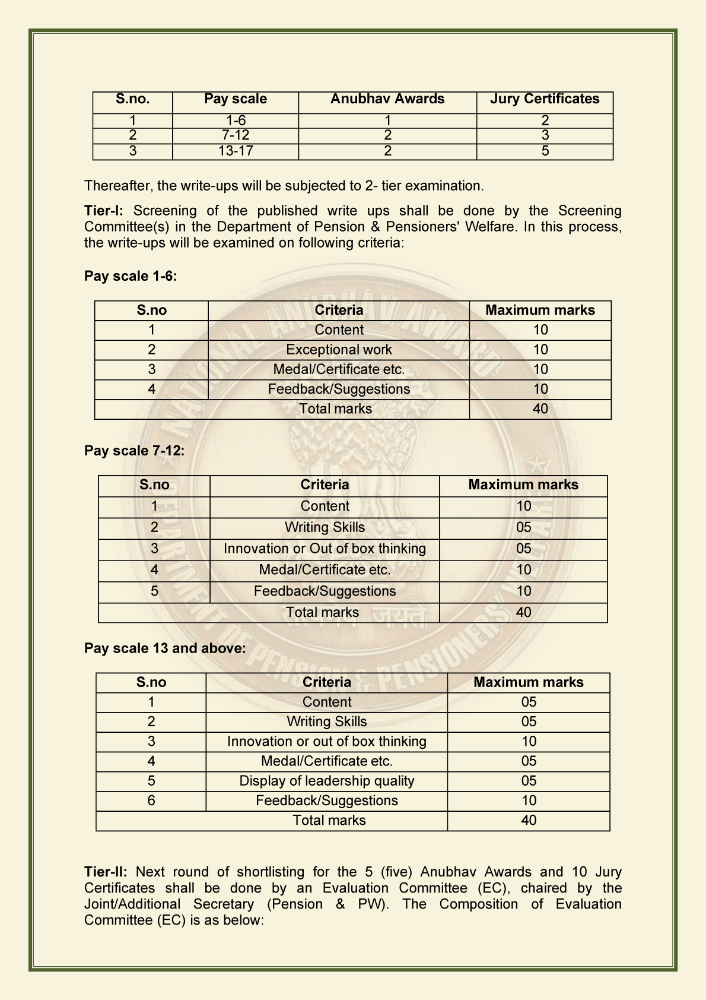 S.no. Pay scale Anubhav Awards Jury Certificates
1 1-6 1 2
2 7-12 2 3
3 13-17 2 5
Thereafter, the write-ups will be subjected to 2- tier examination.
Tier-I: Screening of the published write ups shall be done by the Screening
Committee(s) in the Department of Pension & Pensioners' Welfare. In this process,
the write-ups will be examined on following criteria:
Pay scale 1-6:
S.no Criteria Maximum marks
1 Content 10
2 Exceptional work 10
3 Medal/Certificate etc. 10
4 Feedback/Suggestions 10
Total marks 40
Pay scale 7-12:
S.no Criteria Maximum marks
1 Content 10
2 Writing Skills 05
3 Innovation or Out of box thinking 05
4 Medal/Certificate etc. 10
5 Feedback/Suggestions 10
Total marks 40
Pay scale 13 and above:
S.no Criteria Maximum marks
1 Content 05
2 Writing Skills 05
3 Innovation or out of box thinking 10
4 Medal/Certificate etc. 05
5 Display of leadership quality 05
6 Feedback/Suggestions 10
Total marks 40
Tier-II: Next round of shortlisting for the 5 (five) Anubhav Awards and 10 Jury
Certificates shall be done by an Evaluation Committee (EC), chaired by the
Joint/Additional Secretary (Pension & PW). The Composition of Evaluation
Committee (EC) is as below:
NATIONAL ANUBHAV AWARD
DEPARTMENT OF PENSION & PENSIONERS' WELFARE
सत्यमेव जयते